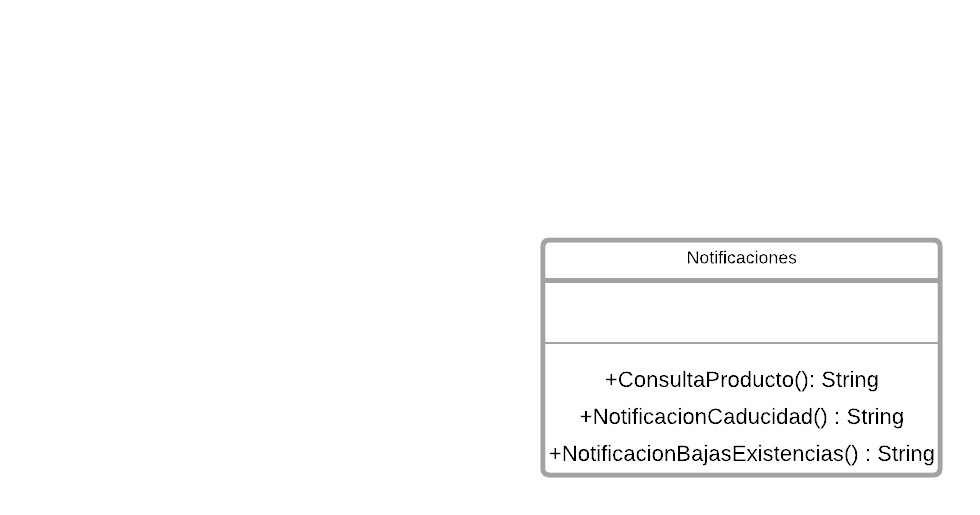 Notificaciones
+ConsultaProducto(): String
+NotificacionCaducidad() : String
+NotificacionBajasExistencias() : String